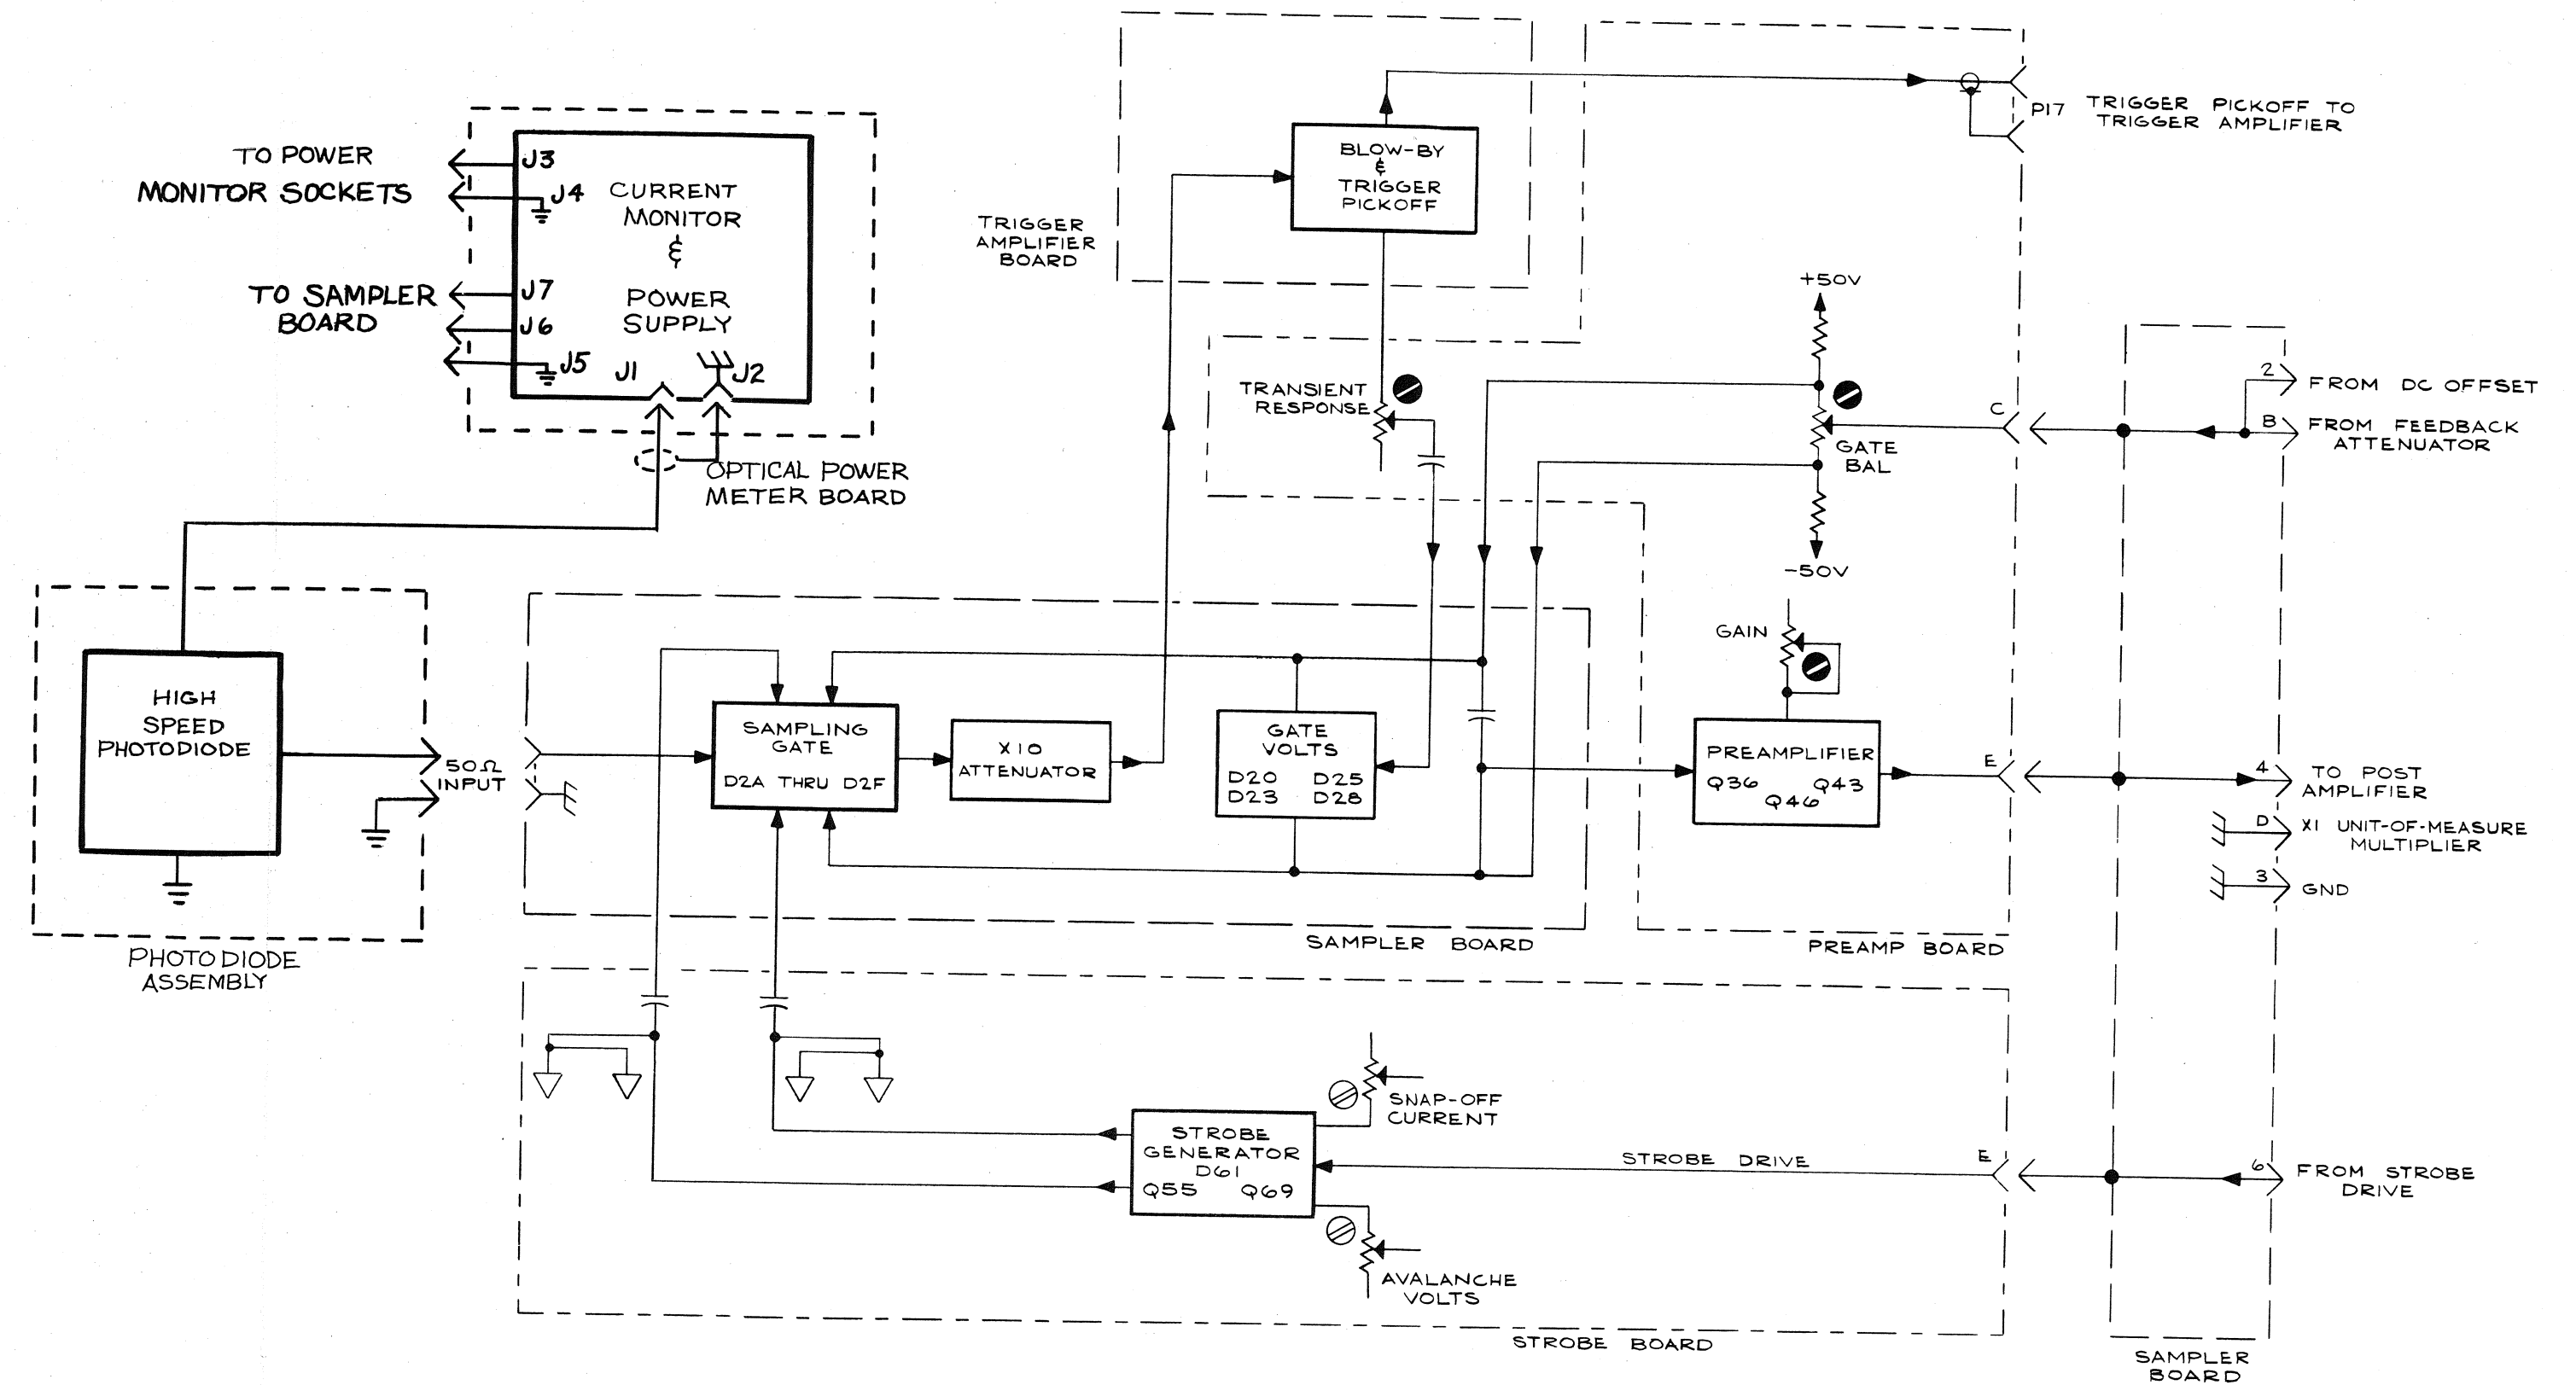 TO POWER
MONITOR SOCKETS
TO SAMPLER
BOARD
J3
J4
CURRENT
MONITOR
&
POWER
SUPPLY
J7
J6
J5
J1
J2
OPTICAL POWER
METER BOARD
HIGH
SPEED
PHOTODIODE
PHOTODIODE
ASSEMBLY
50Ω
INPUT
TRIGGER
AMPLIFIER
BOARD
BLOW-BY
&
TRIGGER
PICKOFF
P17
TRIGGER PICKOFF TO
TRIGGER AMPLIFIER
TRANSIENT
RESPONSE
+50V
GATE
BAL
-50V
C
2
FROM DC OFFSET
B
FROM FEEDBACK
ATTENUATOR
SAMPLING
GATE
D2A THRU D2F
X10
ATTENUATOR
GATE
VOLTS
D20 D25
D23 D28
SAMPLER BOARD
GAIN
PREAMPLIFIER
Q36 Q43
Q46
PREAMP BOARD
E
4
TO POST
AMPLIFIER
D
X1 UNIT-OF-MEASURE
MULTIPLIER
3
GND
SNAP-OFF
CURRENT
STROBE
GENERATOR
D61
Q55 Q69
AVALANCHE
VOLTS
STROBE DRIVE
E
6
FROM STROBE
DRIVE
STROBE BOARD
SAMPLER
BOARD